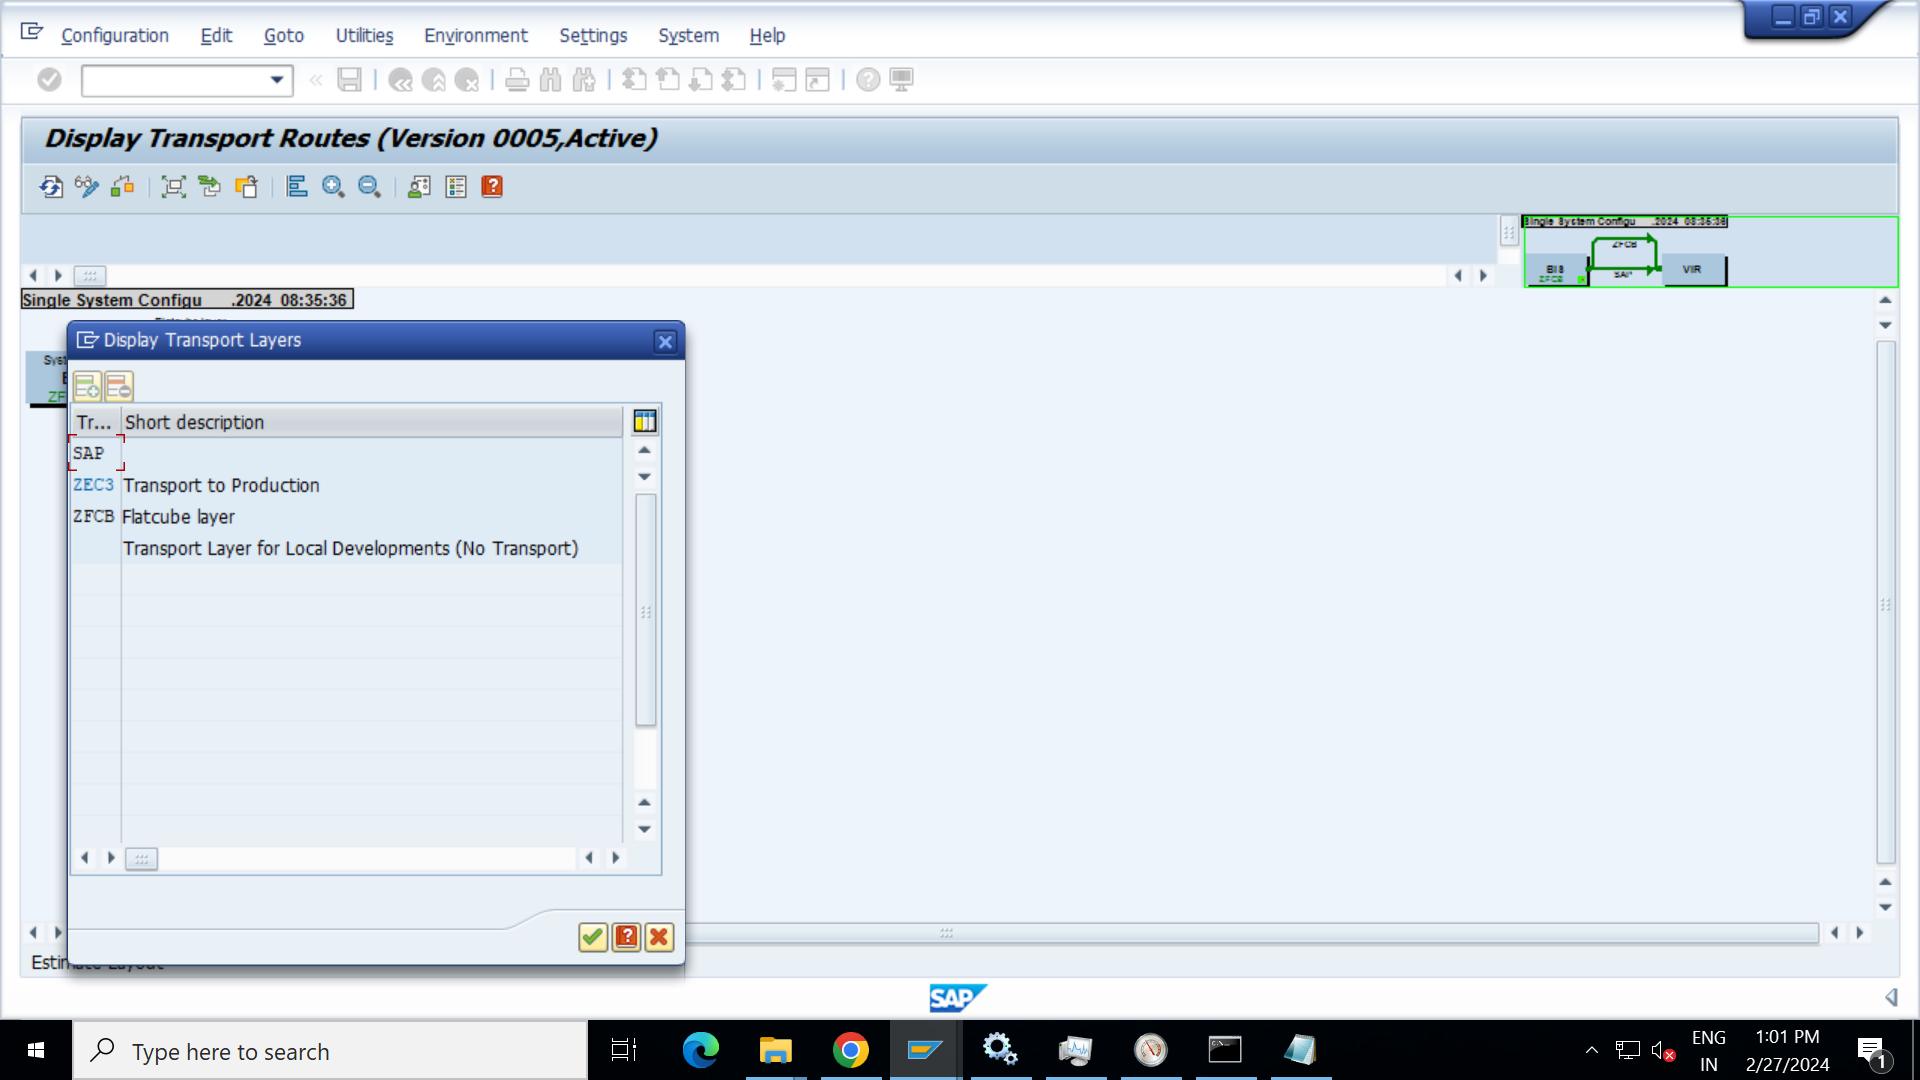 Configuration Edit Goto Utilities Environment Settings System Help
Display Transport Routes (Version 0005,Active)
Single System Configu .2024 08:35:36
ZFCB
BI8 SAP VIR
ZFCB
Single System Configu .2024 08:35:36
Syst
ZF
Display Transport Layers
Tr... Short description
SAP
ZEC3 Transport to Production
ZFCB Flatcube layer
Transport Layer for Local Developments (No Transport)
SAP
Type here to search
ENG
IN
1:01 PM
2/27/2024
1